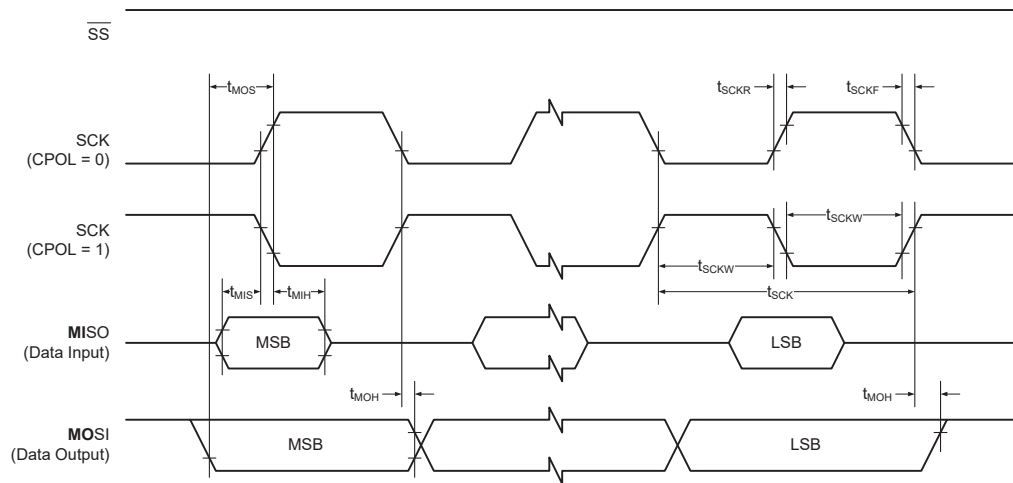 SS
tMOS
tSCKR
tSCKF
SCK
(CPOL = 0)
SCK
(CPOL = 1)
tSCKW
tSCKW
tSCK
tMIS
tMIH
MISO
(Data Input)
MSB
LSB
tMOH
tMOH
MOSI
(Data Output)
MSB
LSB